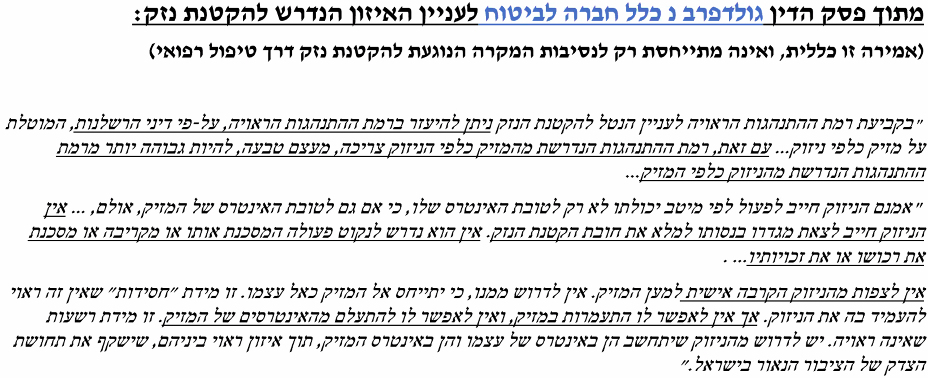 מתוך פסק הדין גולדפרב נ כלל חברה לביטוח לעניין האיזון הנדרש להקטנת נזק:
(אמירה זו כללית, ואינה מתייחסת רק לנסיבות המקרה הנוגעת להקטנת נזק דרך טיפול רפואי)
"בקביעת רמת ההתנהגות הראויה לעניין הנטל להקטנת הנזק ניתן להיעזר ברמת ההתנהגות הראויה, על-פי דיני הרשלנות, המוטלת
על מזיק כלפי ניזוק... עם זאת, רמת ההתנהגות הנדרשת מהמזיק כלפי הניזוק צריכה, מעצם טבעה, להיות גבוהה יותר מרמת
ההתנהגות הנדרשת מהניזוק כלפי המזיק...
"אמנם הניזוק חייב לפעול לפי מיטב יכולתו לא רק לטובת האינטרס שלו, כי אם גם לטובת האינטרס של המזיק, אולם, ... אין
הניזוק חייב לצאת מגדרו בנסותו למלא את חובת הקטנת הנזק. אין הוא נדרש לנקוט פעולה המסכנת אותו או מקריבה או מסכנת
את רכושו או את זכויותיו... .
אין לצפות מהניזוק הקרבה אישית למען המזיק. אין לדרוש ממנו, כי יתייחס אל המזיק כאל עצמו. זו מידת "חסידות" שאין זה ראוי
להעמיד בה את הניזוק. אך אין לאפשר לו התעמרות במזיק, ואין לאפשר לו להתעלם מהאינטרסים של המזיק. זו מידת רשעות
שאינה ראויה. יש לדרוש מהניזוק שיתחשב הן באינטרס של עצמו והן באינטרס המזיק, תוך איזון ראוי ביניהם, שישקף את תחושת
הצדק של הציבור הנאור בישראל."